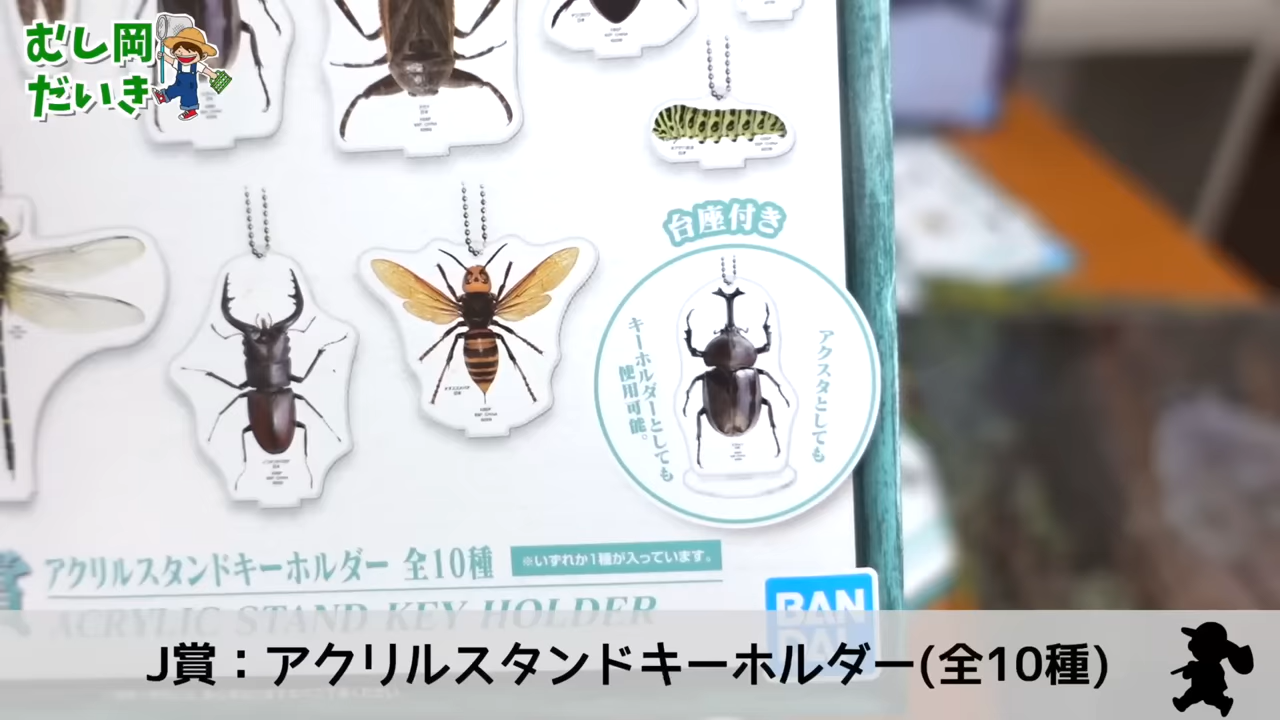 むし岡
だいき
台座付き
キーホルダーとしても
使用可能。
アクスタとしても
賞
アクリルスタンドキーホルダー 全10種
※いずれか1種が入っています。
ACRYLIC STAND KEY HOLDER
BAN
DAI
J賞：アクリルスタンドキーホルダー(全10種)